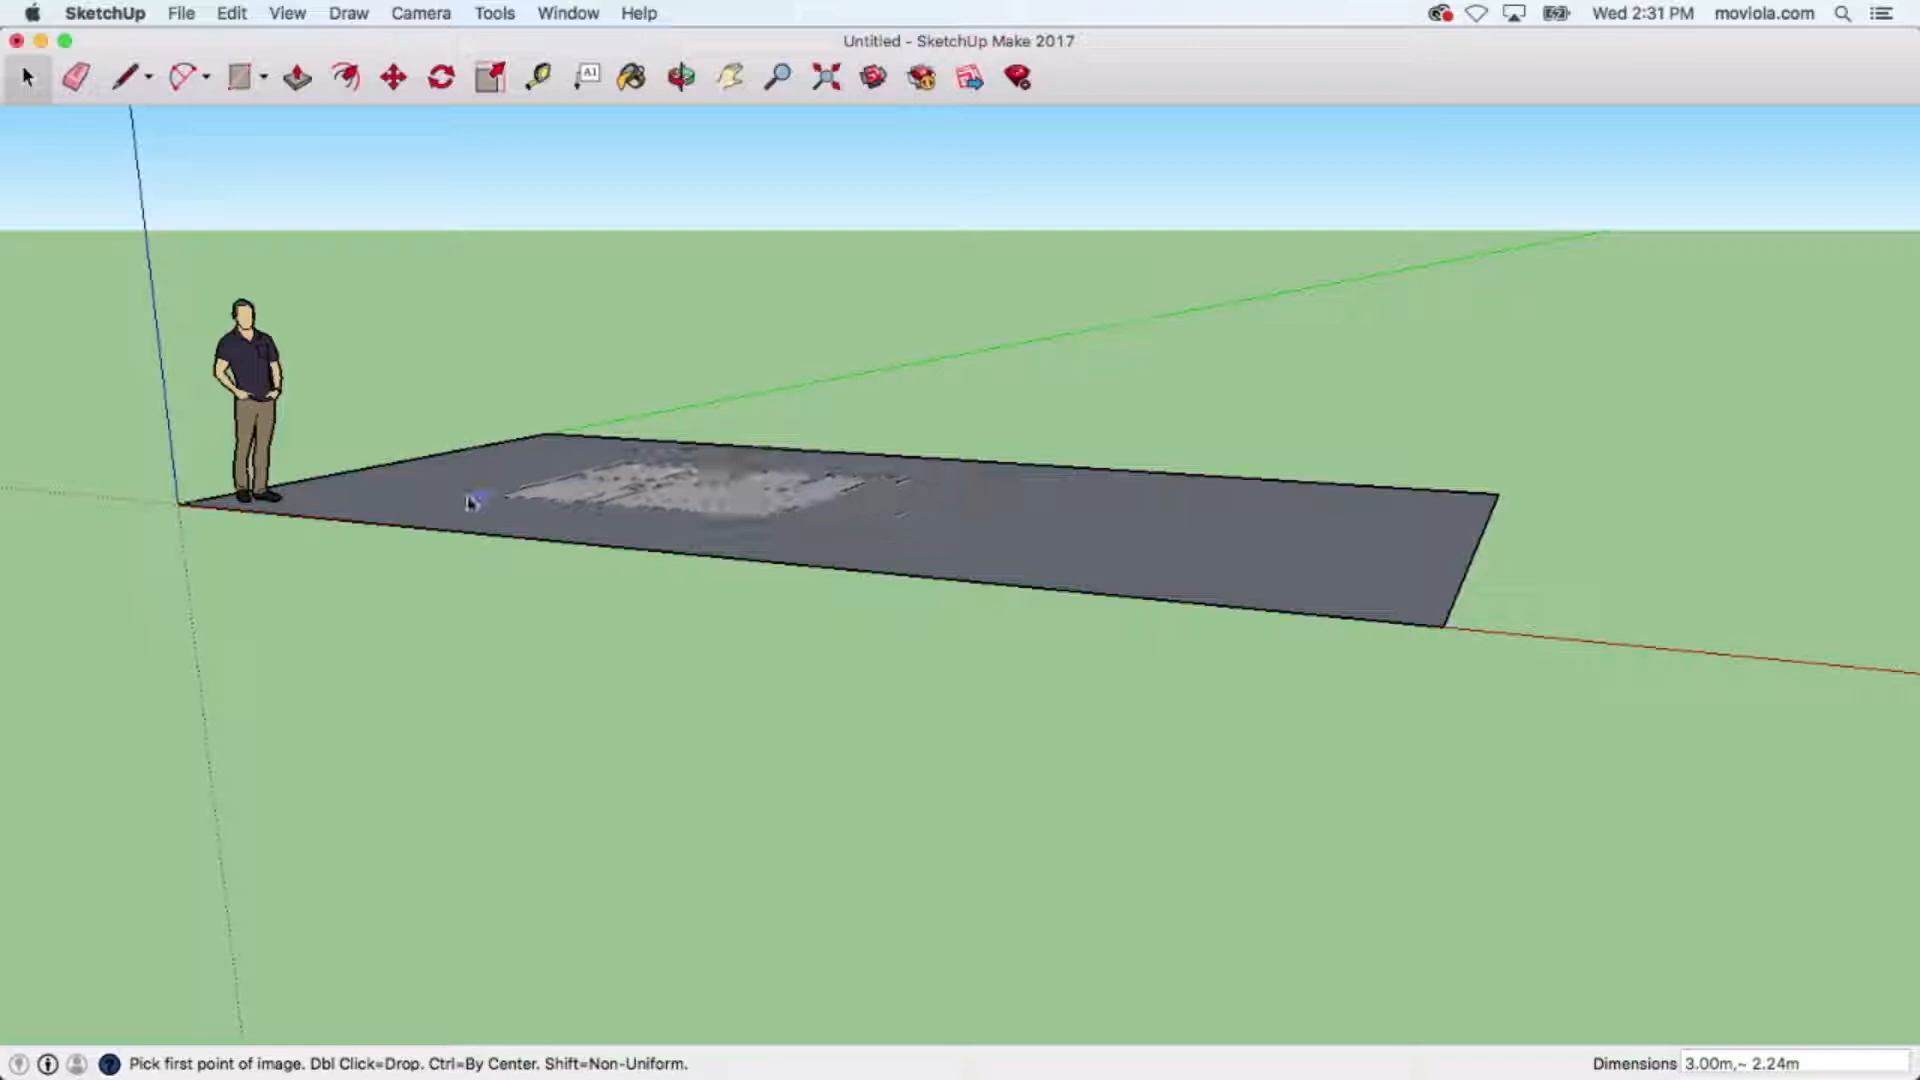 SketchUp File Edit View Draw Camera Tools Window Help Wed 2:31 PM moviola.com
Untitled - SketchUp Make 2017
A1
Pick first point of image. Dbl Click=Drop. Ctrl=By Center. Shift=Non-Uniform. Dimensions 3.00m,~ 2.24m